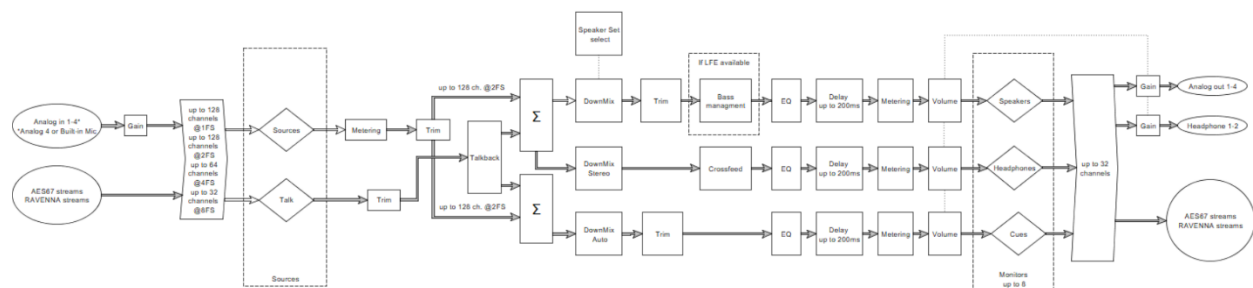 Speaker Set
select
If LFE available
up to 128 ch. @2FS
Analog in 1-4*
*Analog 4 or Built-in Mic
Gain
up to 128
channels
@1FS
up to 128
channels
@2FS
up to 64
channels
@4FS
up to 32
channels
@8FS
Sources
Metering
Trim
Σ
DownMix
Trim
Bass
managment
EQ
Delay
up to 200ms
Metering
Volume
Speakers
Gain
Analog out 1-4
Gain
Headphone 1-2
Talkback
DownMix
Stereo
Crossfeed
EQ
Delay
up to 200ms
Metering
Volume
Headphones
up to 32
channels
AES67 streams
RAVENNA streams
Talk
Trim
up to 128 ch. @2FS
Σ
DownMix
Auto
Trim
EQ
Delay
up to 200ms
Metering
Volume
Cues
AES67 streams
RAVENNA streams
Sources
Monitors
up to 8